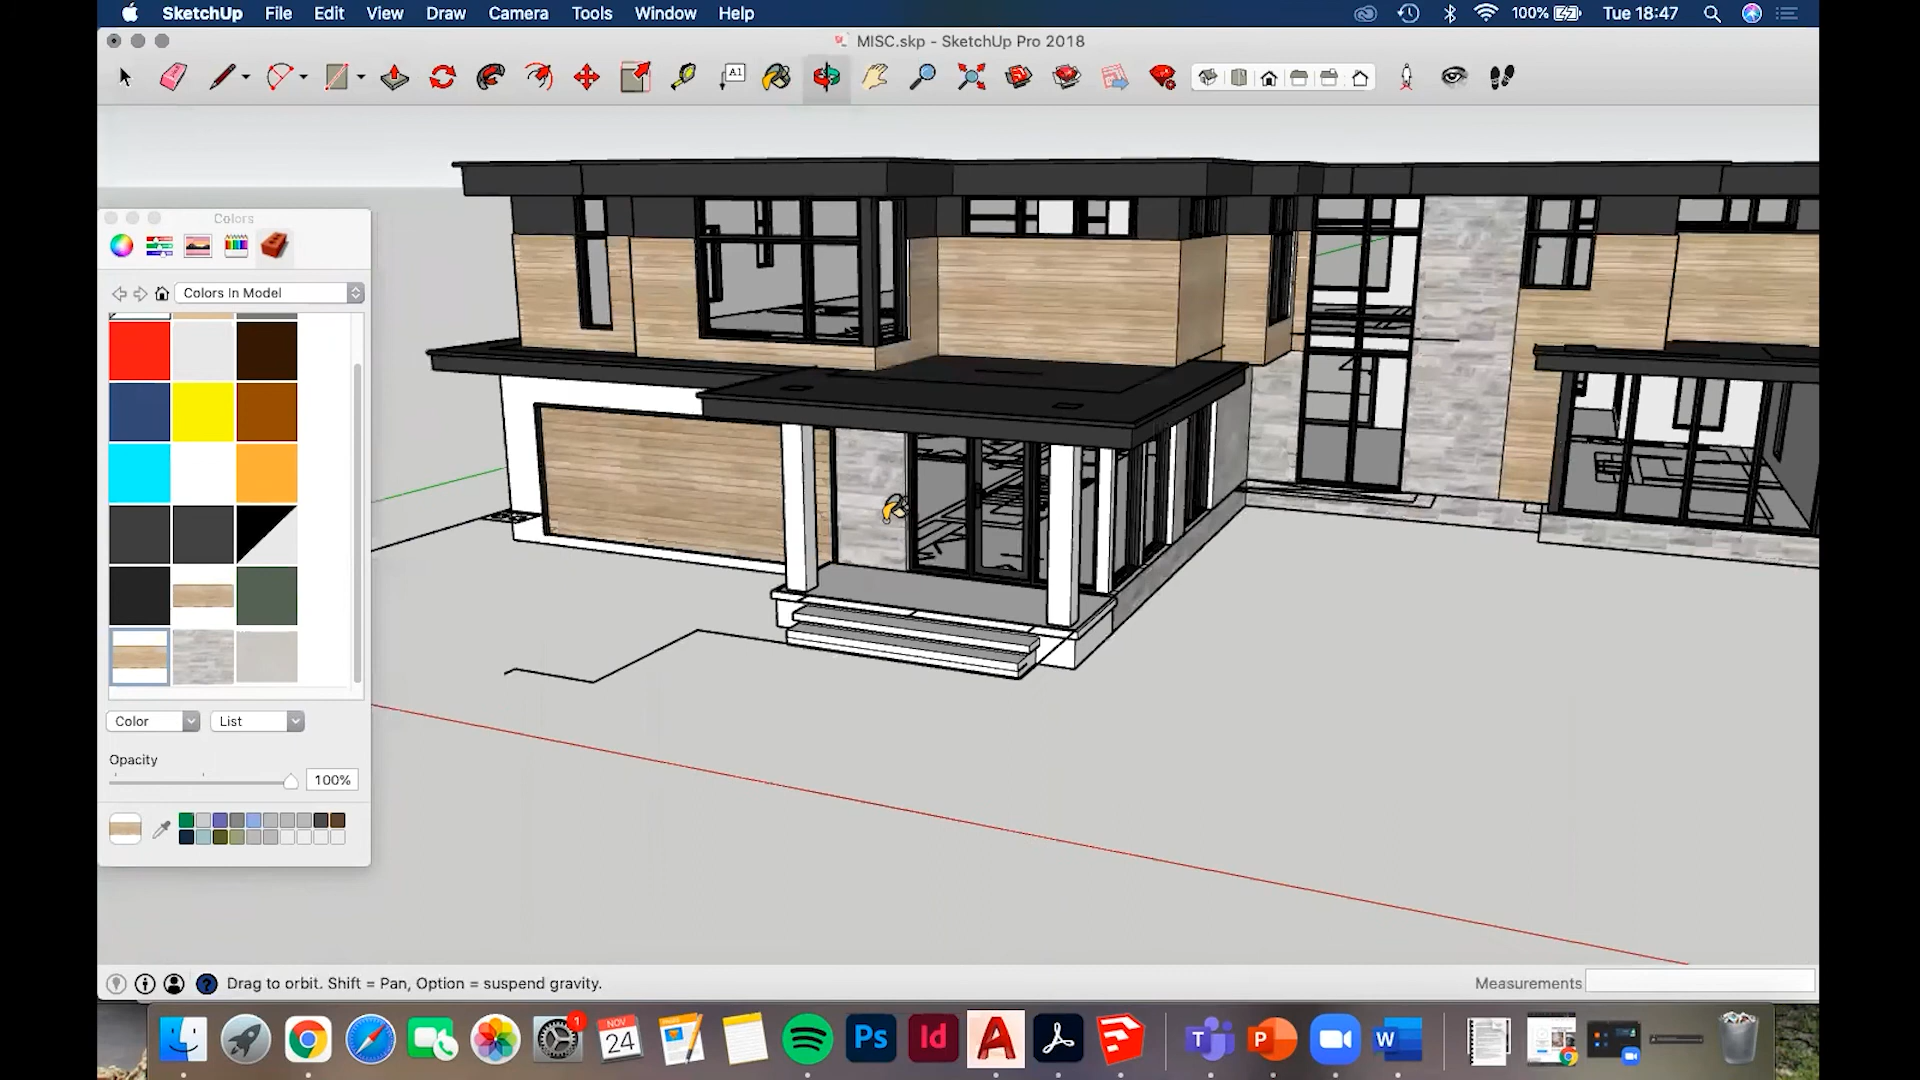 SketchUp File Edit View Draw Camera Tools Window Help 100% Tue 18:47
MISC.skp - SketchUp Pro 2018
A1
Colors
Colors In Model
Color List
Opacity
100%
Drag to orbit. Shift = Pan, Option = suspend gravity.
Measurements
1
NOV
24
Ps
Id
A
T
P
W